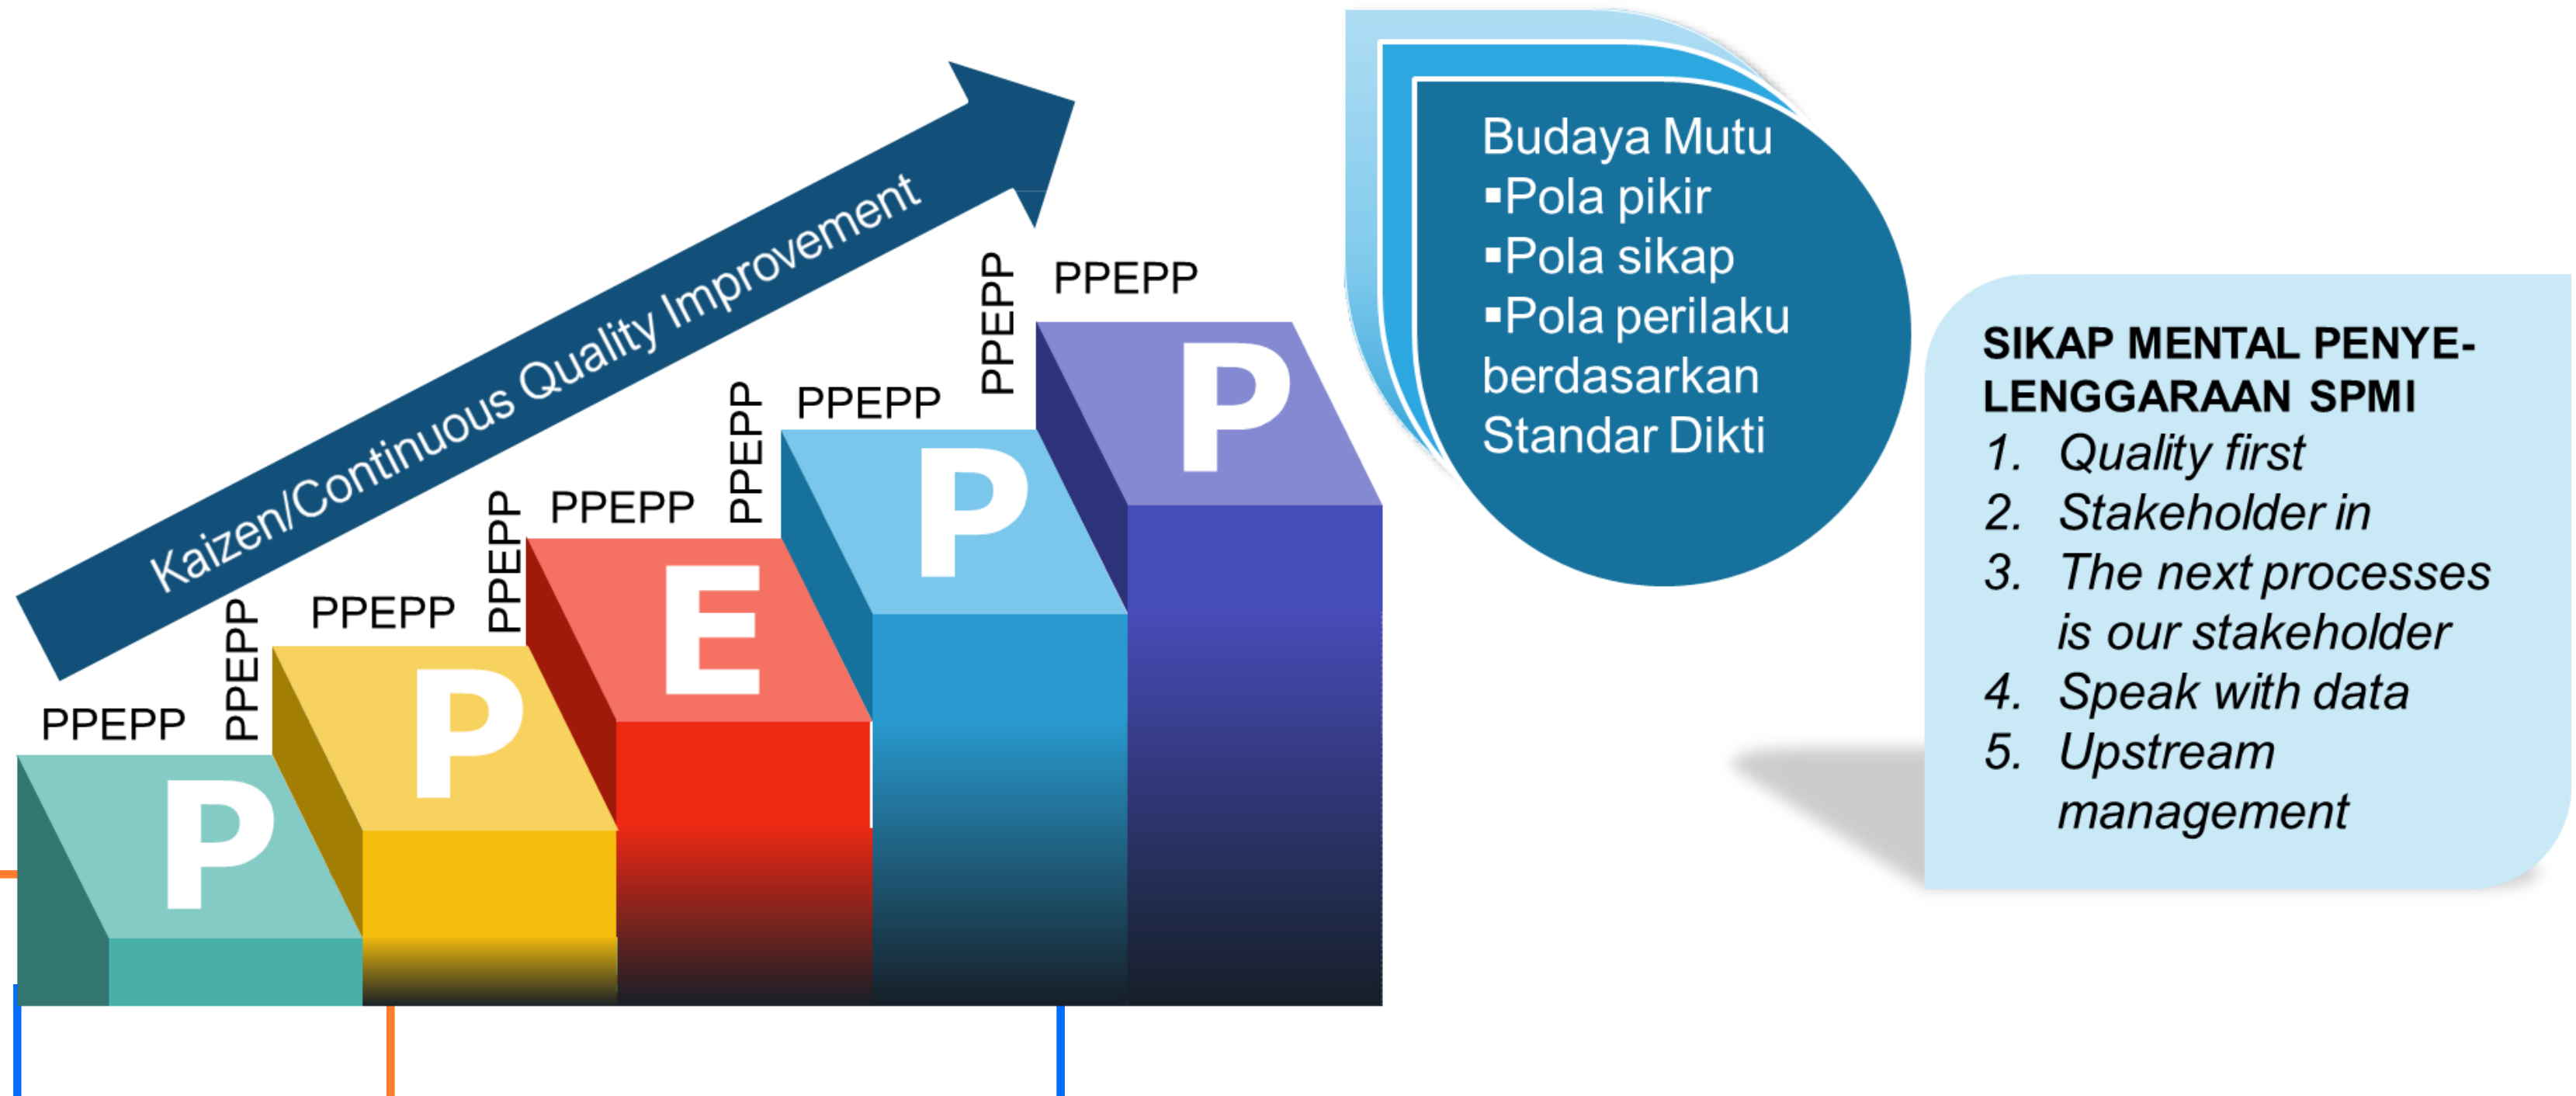 Kaizen/Continuous Quality Improvement
PPEPP
PPEPP
PPEPP
PPEPP
PPEPP
PPEPP
PPEPP
PPEPP
PPEPP
P
P
E
P
P
Budaya Mutu
▪Pola pikir
▪Pola sikap
▪Pola perilaku
berdasarkan
Standar Dikti
SIKAP MENTAL PENYE-
LENGGARAAN SPMI
1. Quality first
2. Stakeholder in
3. The next processes
is our stakeholder
4. Speak with data
5. Upstream
management